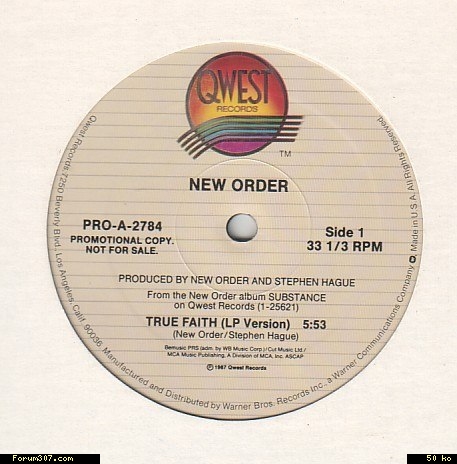 QWEST
RECORDS
TM
NEW ORDER
PRO-A-2784
PROMOTIONAL COPY.
NOT FOR SALE.
Side 1
33 1/3 RPM
PRODUCED BY NEW ORDER AND STEPHEN HAGUE
From the New Order album SUBSTANCE
on Qwest Records (1-25621)
TRUE FAITH (LP Version) 5:53
(New Order/Stephen Hague)
Bemusic PRS (adm. by WB Music Corp.) / Cut Music Ltd /
MCA Music Publishing, A Division of MCA, Inc. ASCAP
℗ 1987 Qwest Records
Qwest Records 7250 Beverly Blvd. Los Angeles, Calif. 90036. Manufactured and Distributed by Warner Bros. Records Inc., a Warner Communications Company. Made in U.S.A. All Rights Reserved.
Forum307.com
50 ko